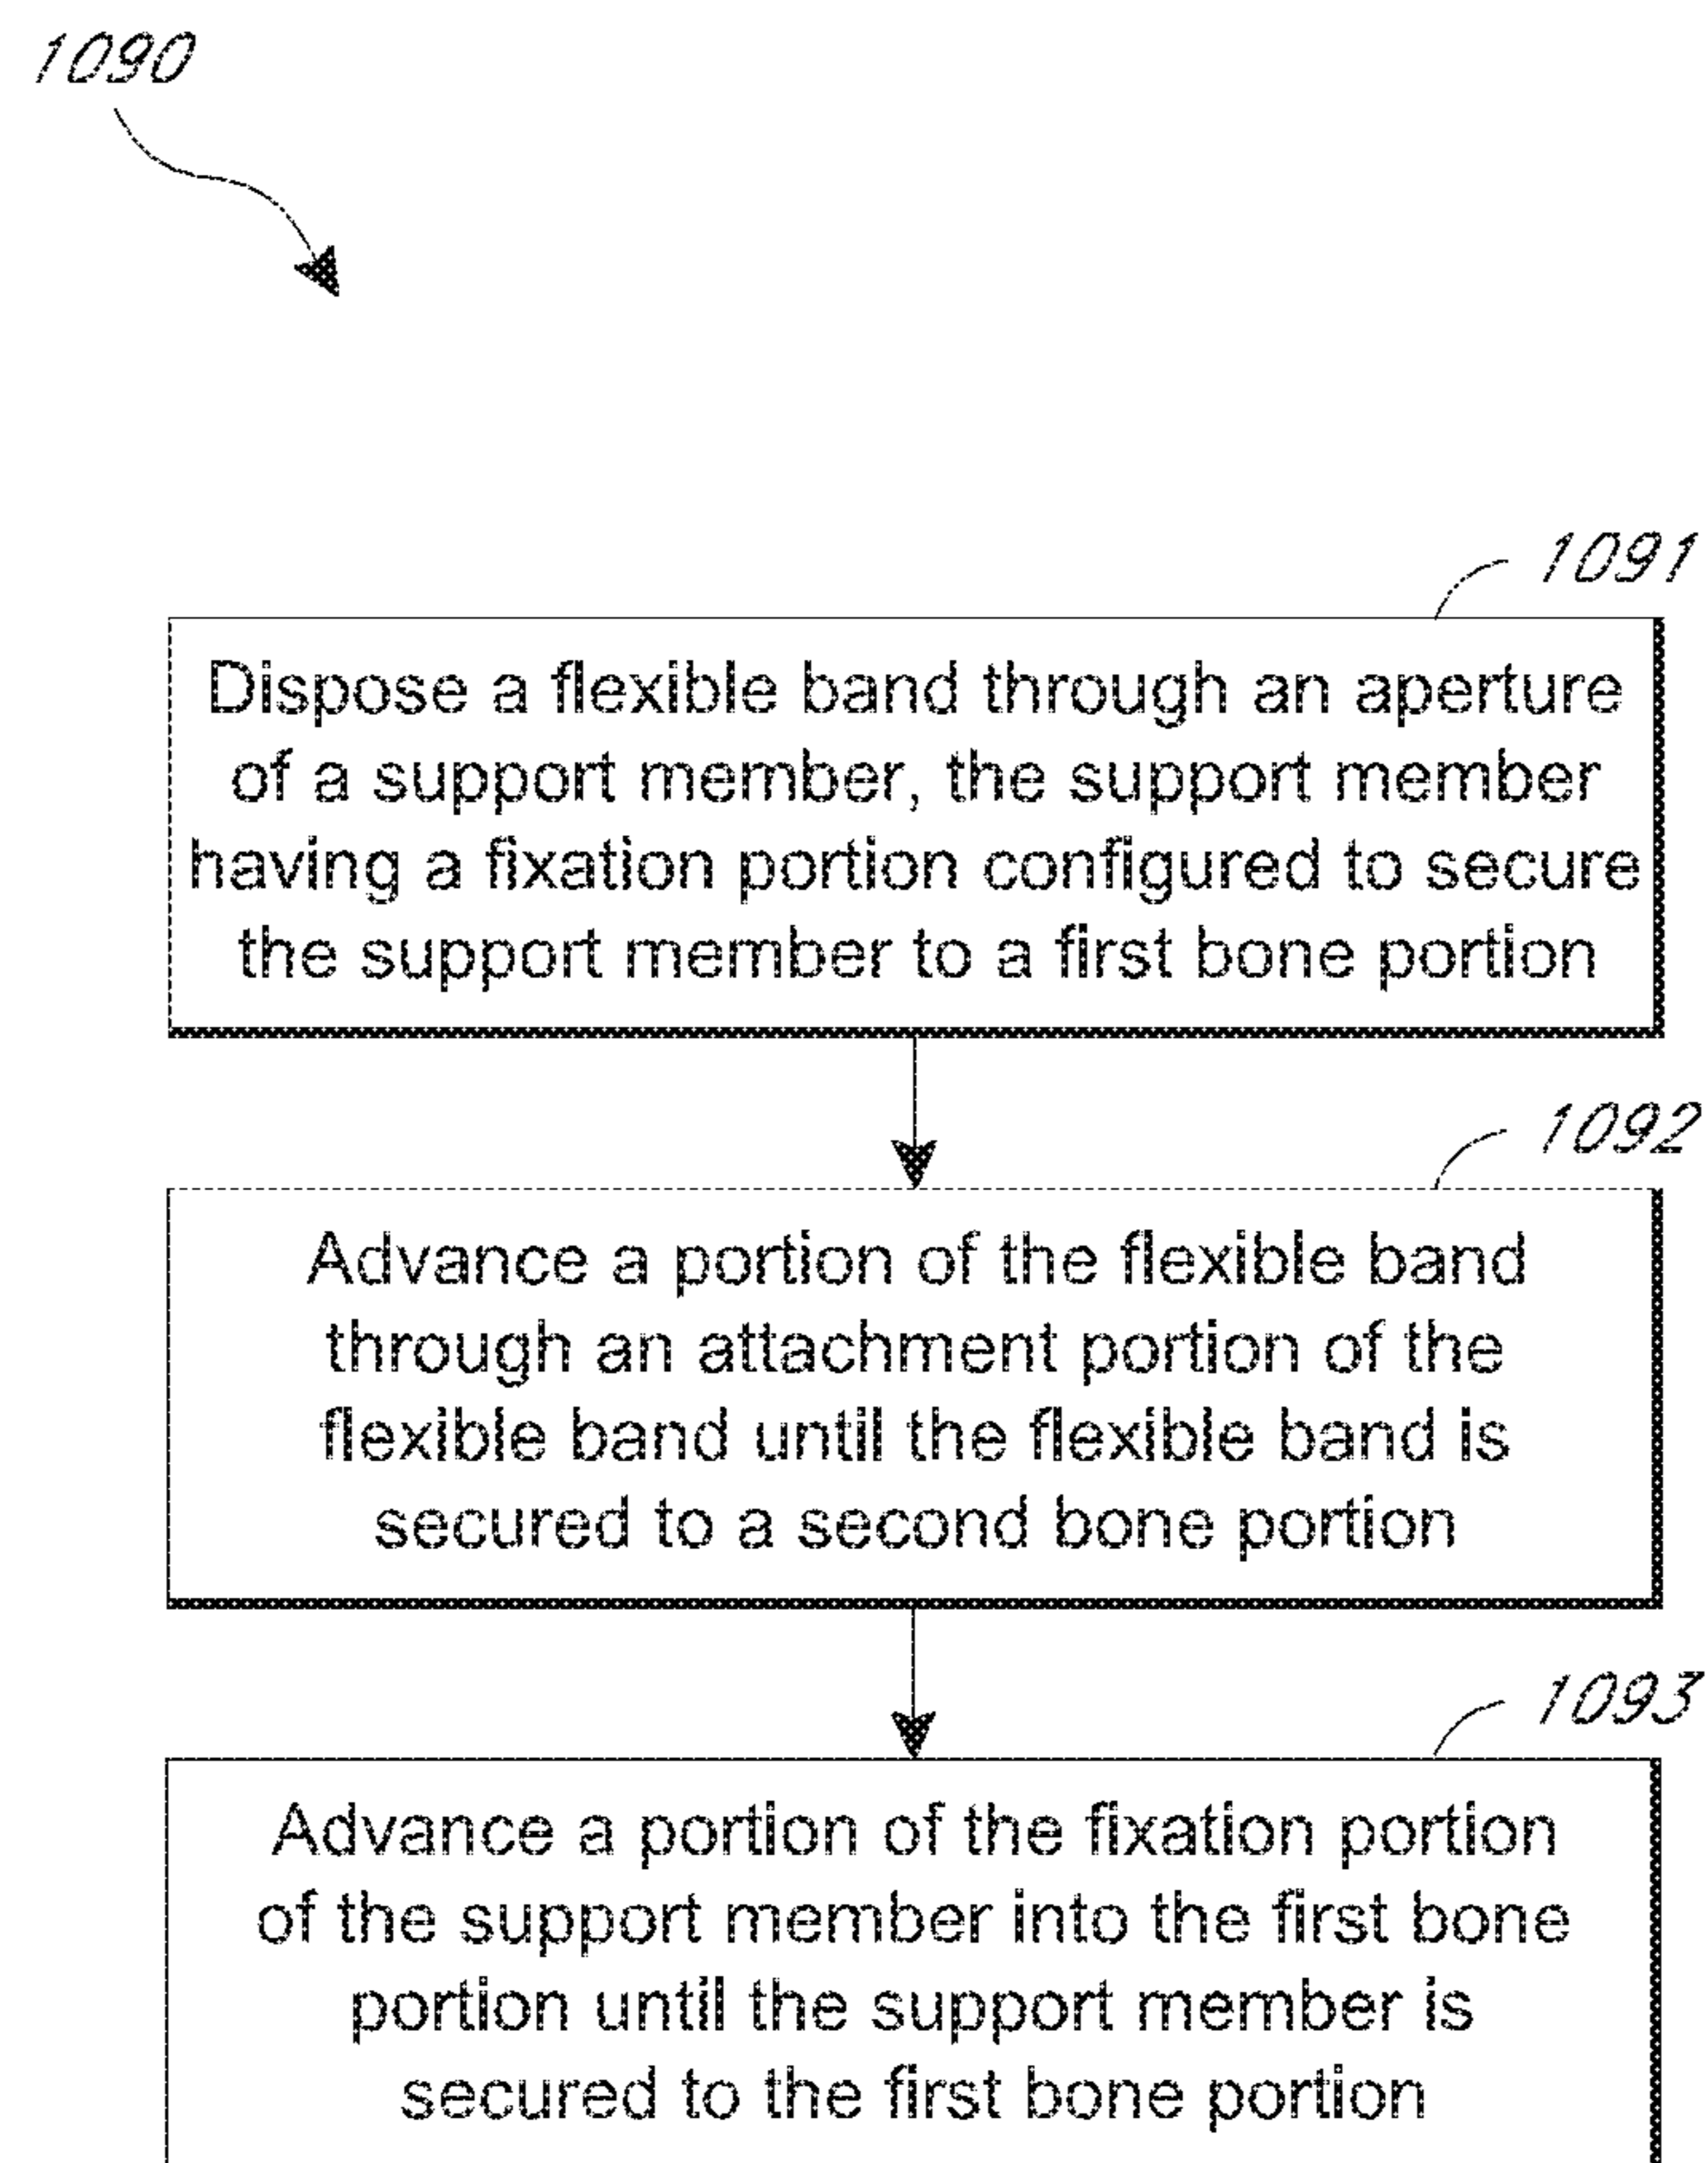 1090
1091
Dispose a flexible band through an aperture
of a support member, the support member
having a fixation portion configured to secure
the support member to a first bone portion
1092
Advance a portion of the flexible band
through an attachment portion of the
flexible band until the flexible band is
secured to a second bone portion
1093
Advance a portion of the fixation portion
of the support member into the first bone
portion until the support member is
secured to the first bone portion